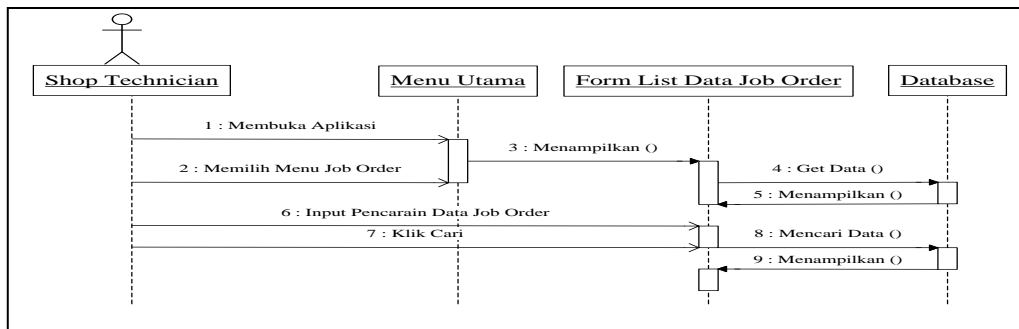 Shop Technician
Menu Utama
Form List Data Job Order
Database
1 : Membuka Aplikasi
3 : Menampilkan ()
2 : Memilih Menu Job Order
4 : Get Data ()
5 : Menampilkan ()
6 : Input Pencarain Data Job Order
7 : Klik Cari
8 : Mencari Data ()
9 : Menampilkan ()